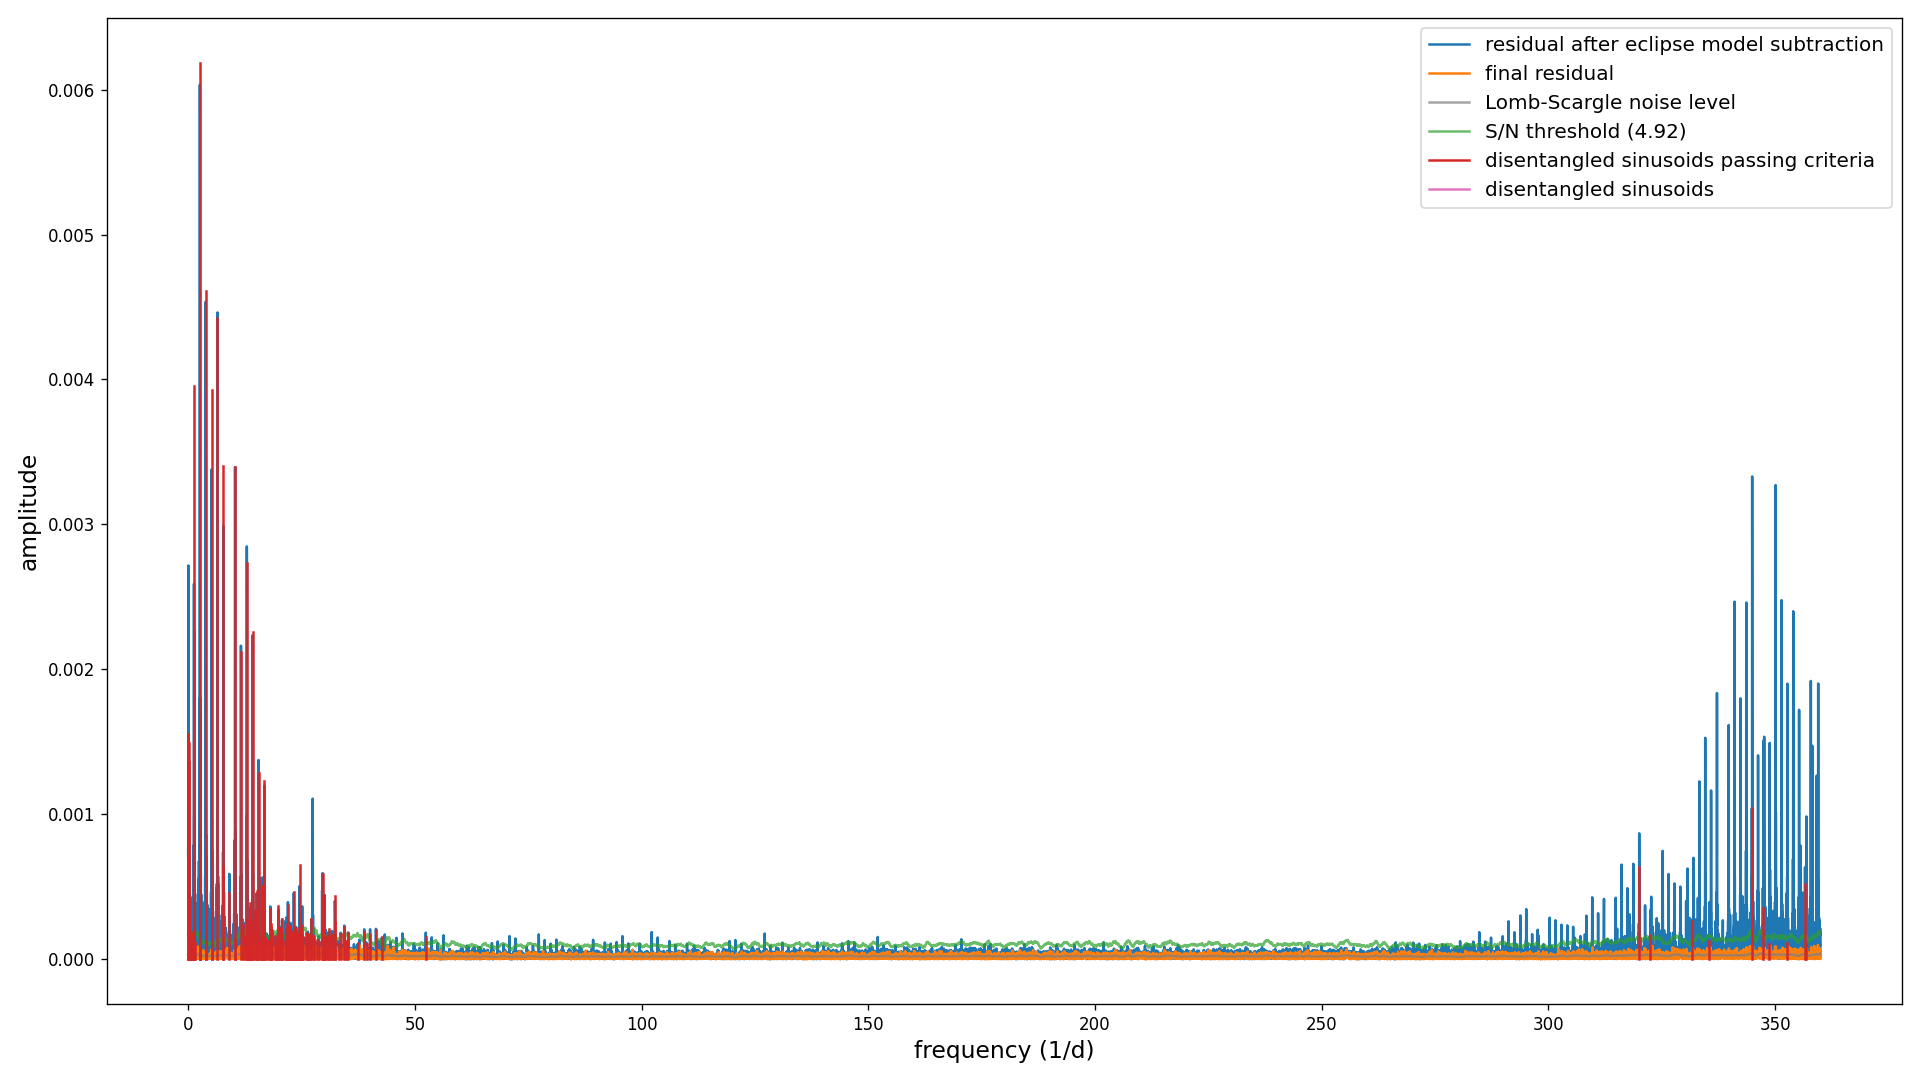 residual after eclipse model subtraction
final residual
Lomb-Scargle noise level
S/N threshold (4.92)
disentangled sinusoids passing criteria
disentangled sinusoids
0.006
0.005
0.004
0.003
0.002
0.001
0.000
amplitude
0 50 100 150 200 250 300 350
frequency (1/d)